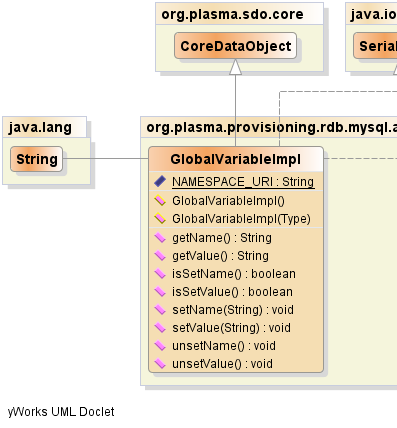 org.plasma.sdo.core
java.io
CoreDataObject
java.lang
org.plasma.provisioning.rdb.mysql.a
String
GlobalVariableImpl
NAMESPACE_URI : String
GlobalVariableImpl()
GlobalVariableImpl(Type)
getName() : String
getValue() : String
isSetName() : boolean
isSetValue() : boolean
setName(String) : void
setValue(String) : void
unsetName() : void
unsetValue() : void
yWorks UML Doclet